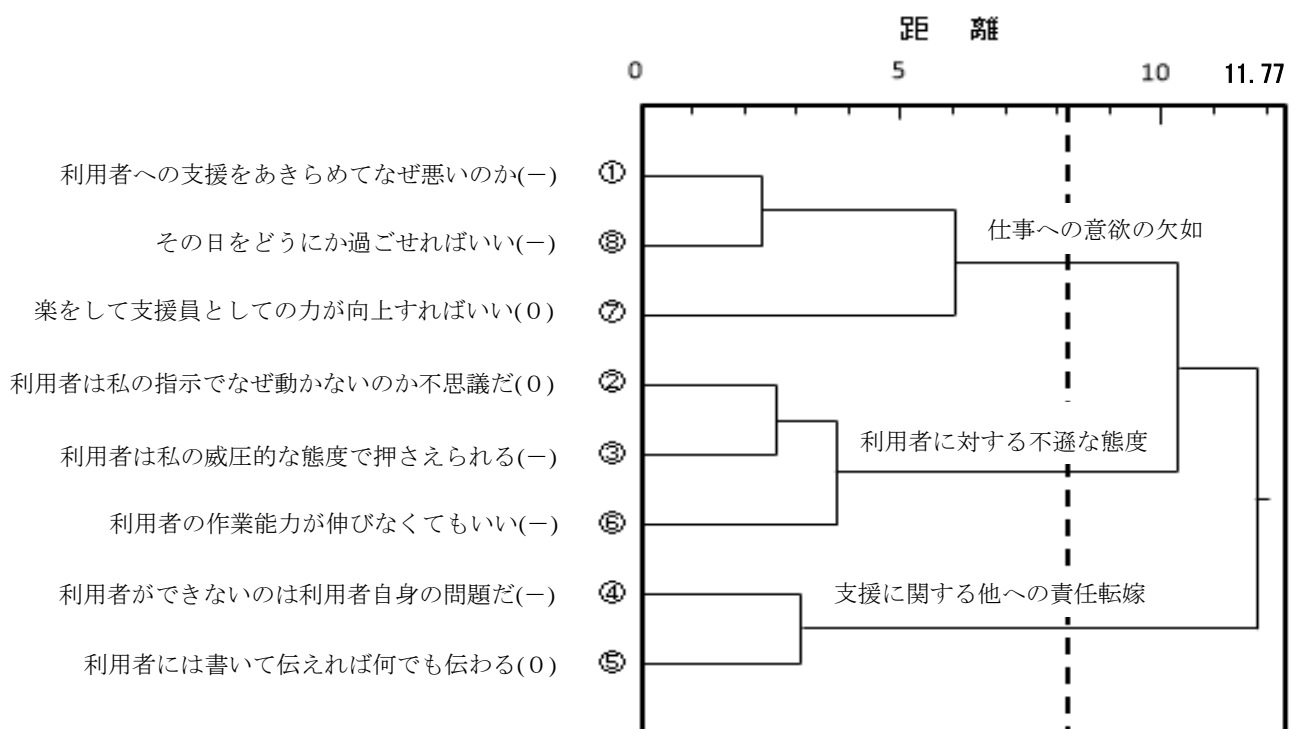 距 離
0 5 10 11.77
利用者への支援をあきらめてなぜ悪いのか(－) ①
仕事への意欲の欠如
その日をどうにか過ごせればいい(－) ⑧
楽をして支援員としての力が向上すればいい(０) ⑦
利用者は私の指示でなぜ動かないのか不思議だ(０) ②
利用者に対する不遜な態度
利用者は私の威圧的な態度で押さえられる(－) ③
利用者の作業能力が伸びなくてもいい(－) ⑥
利用者ができないのは利用者自身の問題だ(－) ④
支援に関する他への責任転嫁
利用者には書いて伝えれば何でも伝わる(０) ⑤